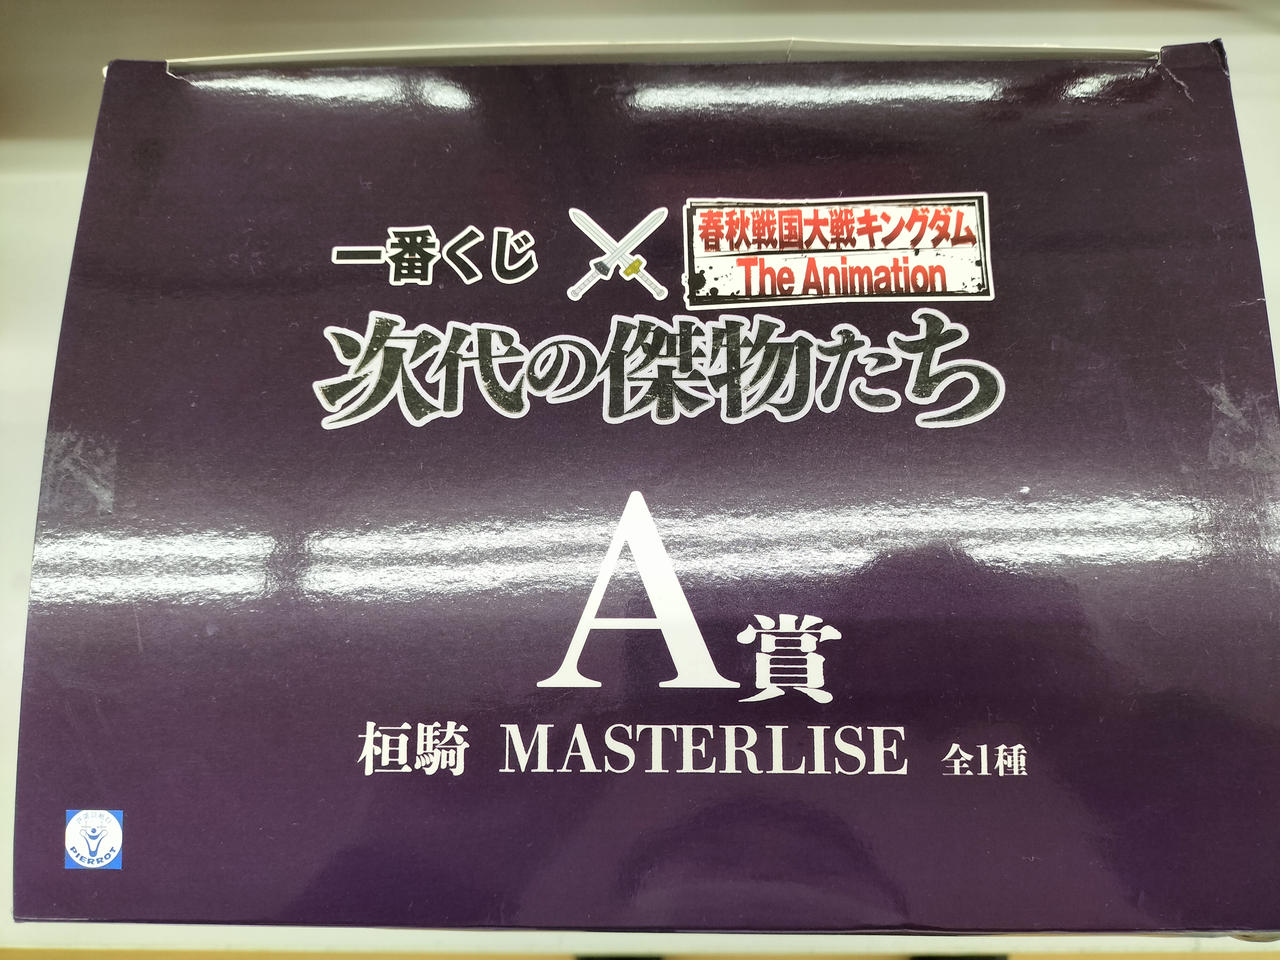 一番くじ
春秋戦国大戦キングダム
The Animation
次代の傑物たち
A賞
桓騎 MASTERLISE 全1種
PIERROT